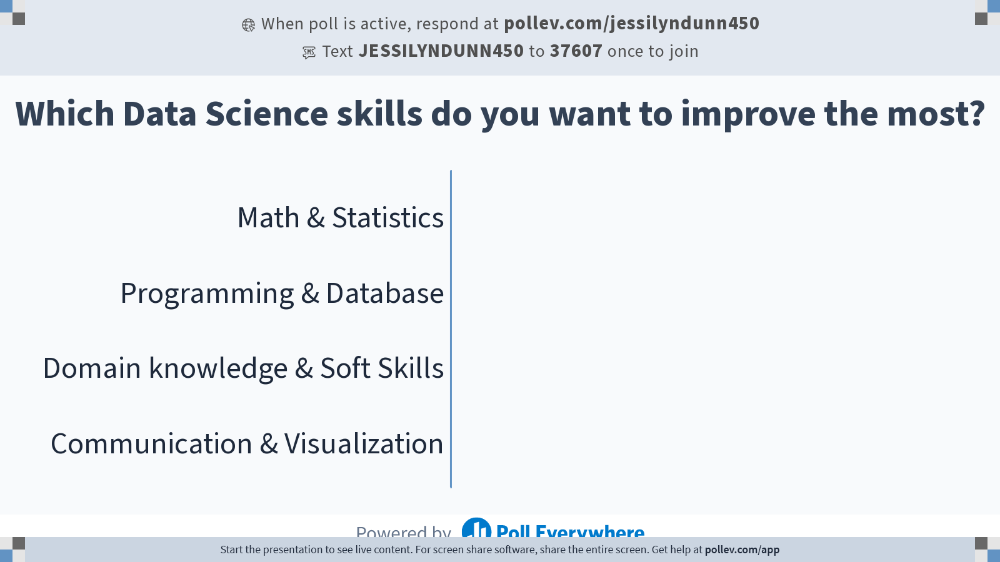 When poll is active, respond at pollev.com/jessilyndunn450
SMS Text JESSILYNDUNN450 to 37607 once to join
Which Data Science skills do you want to improve the most?
Math & Statistics
Programming & Database
Domain knowledge & Soft Skills
Communication & Visualization
Powered by Poll Everywhere
Start the presentation to see live content. For screen share software, share the entire screen. Get help at pollev.com/app